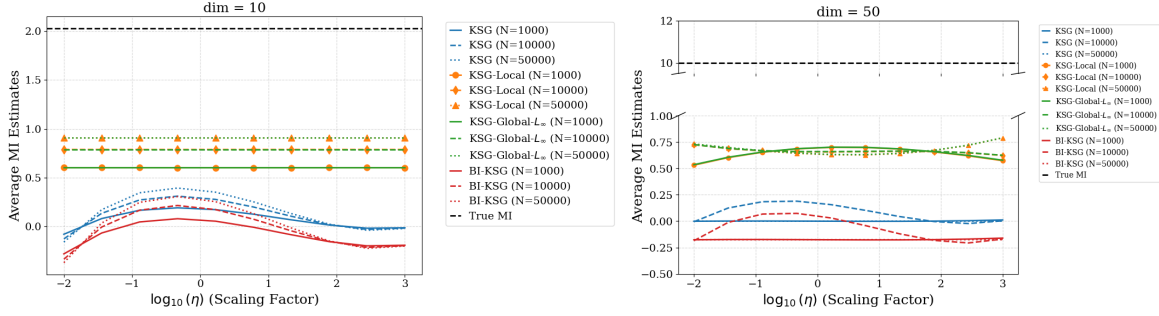 dim = 10
2.0
1.5
1.0
0.5
0.0
Average MI Estimates
−2
−1
0
1
2
3
log₁₀(η) (Scaling Factor)
KSG (N=1000)
KSG (N=10000)
KSG (N=50000)
KSG-Local (N=1000)
KSG-Local (N=10000)
KSG-Local (N=50000)
KSG-Global-L∞ (N=1000)
KSG-Global-L∞ (N=10000)
KSG-Global-L∞ (N=50000)
BI-KSG (N=1000)
BI-KSG (N=10000)
BI-KSG (N=50000)
True MI
dim = 50
12
10
1.00
0.75
0.50
0.25
0.00
−0.25
−0.50
Average MI Estimates
−2
−1
0
1
2
3
log₁₀(η) (Scaling Factor)
KSG (N=1000)
KSG (N=10000)
KSG (N=50000)
KSG-Local (N=1000)
KSG-Local (N=10000)
KSG-Local (N=50000)
KSG-Global-L∞ (N=1000)
KSG-Global-L∞ (N=10000)
KSG-Global-L∞ (N=50000)
BI-KSG (N=1000)
BI-KSG (N=10000)
BI-KSG (N=50000)
True MI